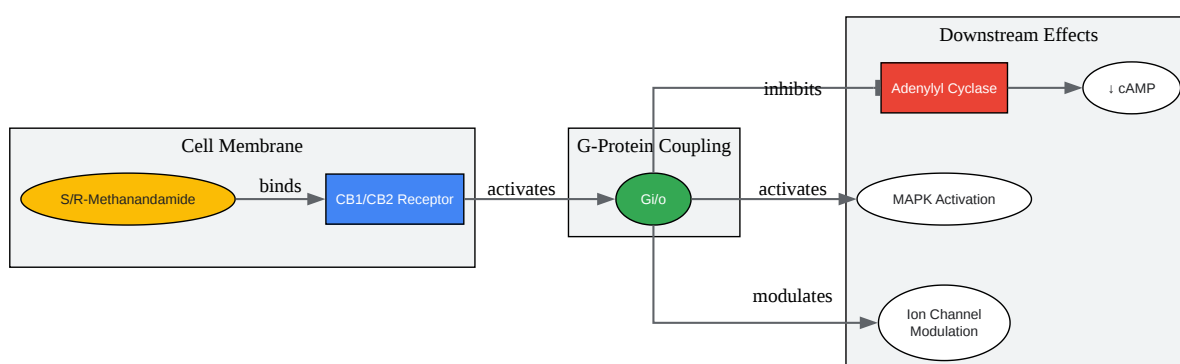 Downstream Effects
inhibits
Adenylyl Cyclase
↓ cAMP
Cell Membrane
G-Protein Coupling
S/R-Methanandamide
binds
CB1/CB2 Receptor
activates
Gi/o
activates
MAPK Activation
modulates
Ion Channel
Modulation